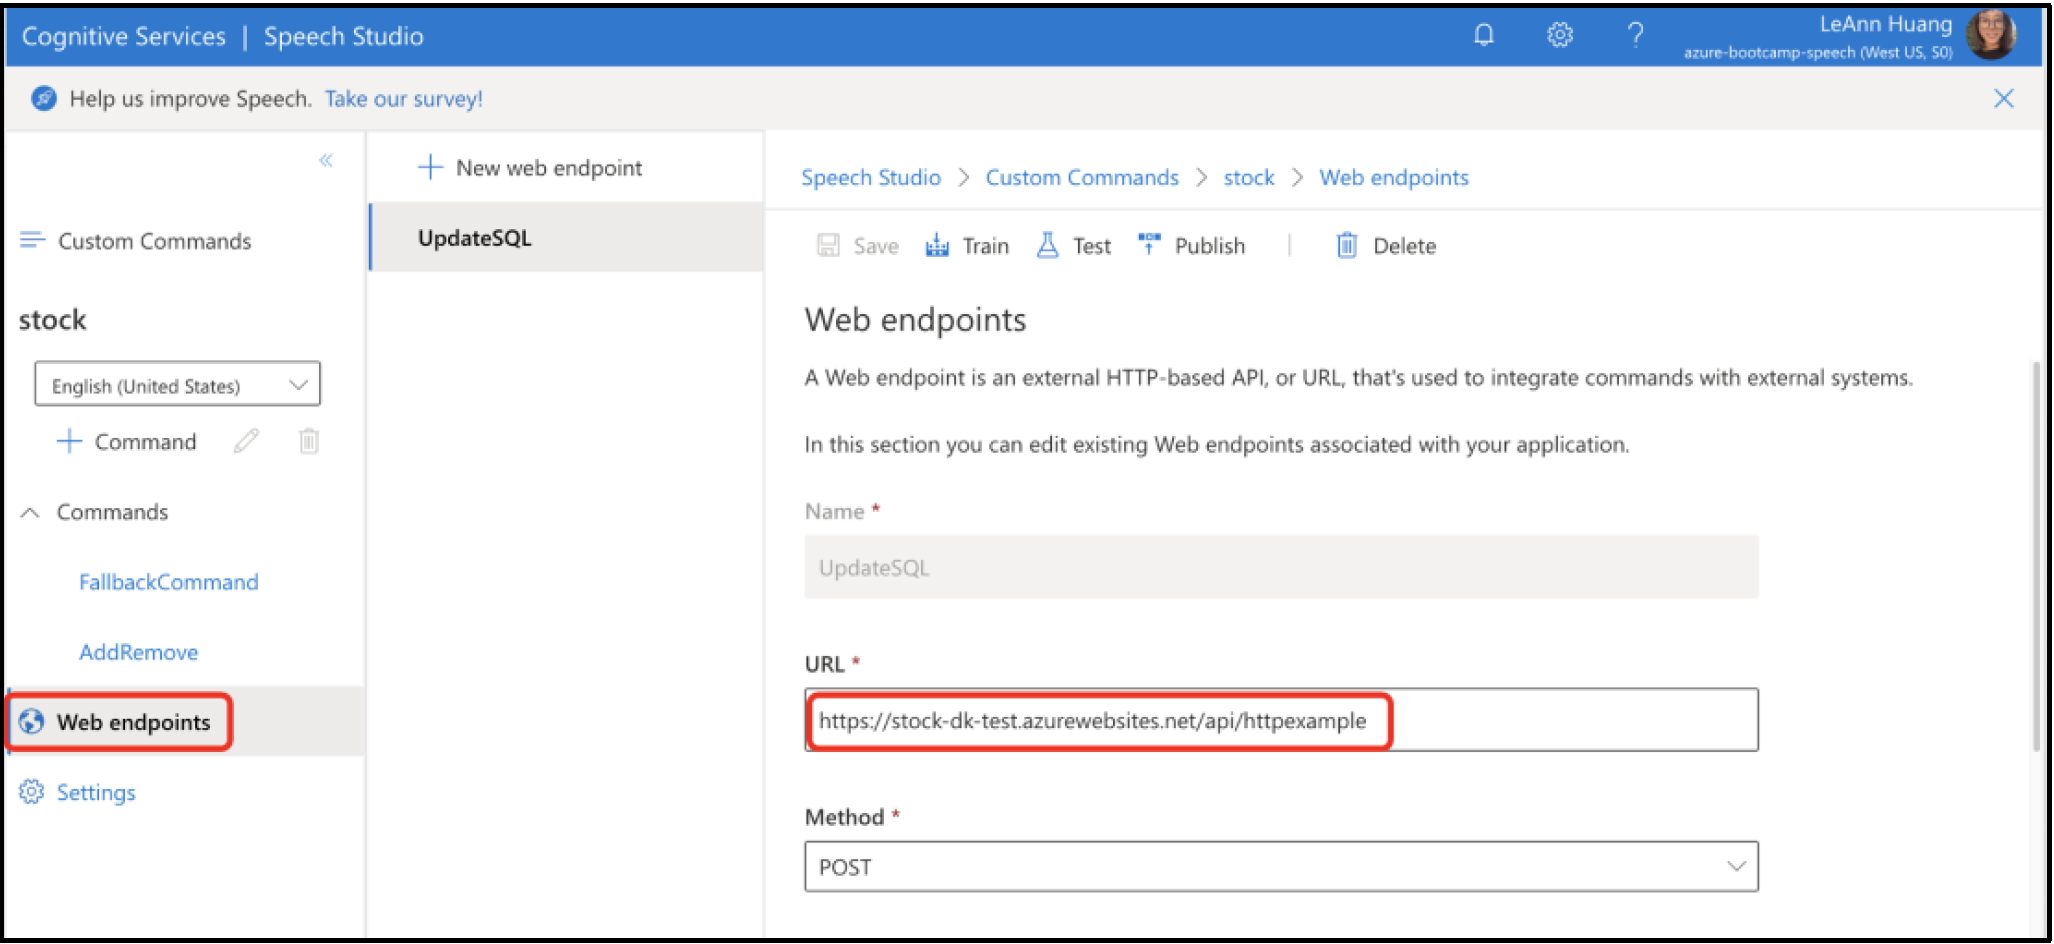 Cognitive Services | Speech Studio
LeAnn Huang
azure-bootcamp-speech (West US, S0)
Help us improve Speech. Take our survey!
Custom Commands
stock
English (United States)
Command
Commands
FallbackCommand
AddRemove
Web endpoints
Settings
New web endpoint
UpdateSQL
Speech Studio > Custom Commands > stock > Web endpoints
Save Train Test Publish | Delete
Web endpoints
A Web endpoint is an external HTTP-based API, or URL, that's used to integrate commands with external systems.
In this section you can edit existing Web endpoints associated with your application.
Name *
UpdateSQL
URL *
https://stock-dk-test.azurewebsites.net/api/httpexample
Method *
POST